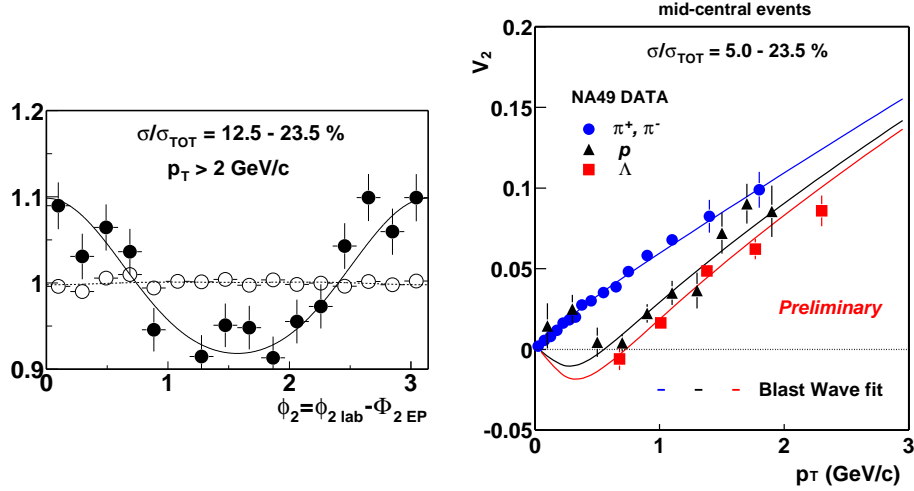 σ/σTOT = 12.5 - 23.5 %
pT > 2 GeV/c
1.2
1.1
1
0.9
0 1 2 3
ϕ2=ϕ2 lab-Φ2 EP
mid-central events
V2
σ/σTOT = 5.0 - 23.5 %
NA49 DATA
π+, π-
p
Λ
Preliminary
Blast Wave fit
0.2
0.15
0.1
0.05
0
-0.05
0 1 2 3
pT (GeV/c)